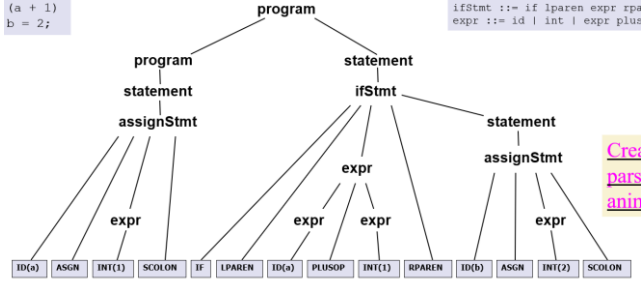 (a + 1)
b = 2;
ifStmt ::= if lparen expr rpa
expr ::= id | int | expr plus
program
program
statement
statement
ifStmt
assignStmt
statement
assignStmt
expr
expr
expr
expr
expr
Crea
pars
anim
ID(a) ASGN INT(1) SCOLON IF LPAREN ID(a) PLUSOP INT(1) RPAREN ID(b) ASGN INT(2) SCOLON